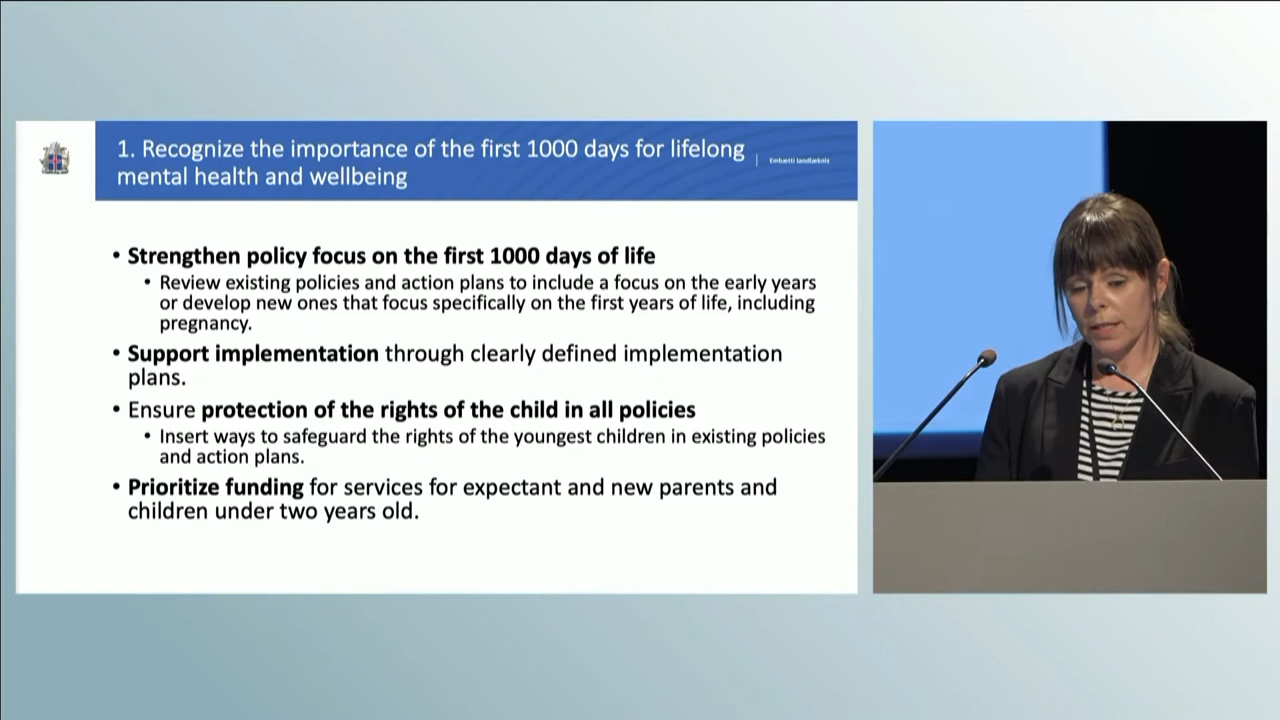 1. Recognize the importance of the first 1000 days for lifelong
mental health and wellbeing
Embætti landlæknis
• Strengthen policy focus on the first 1000 days of life
• Review existing policies and action plans to include a focus on the early years
or develop new ones that focus specifically on the first years of life, including
pregnancy.
• Support implementation through clearly defined implementation
plans.
• Ensure protection of the rights of the child in all policies
• Insert ways to safeguard the rights of the youngest children in existing policies
and action plans.
• Prioritize funding for services for expectant and new parents and
children under two years old.